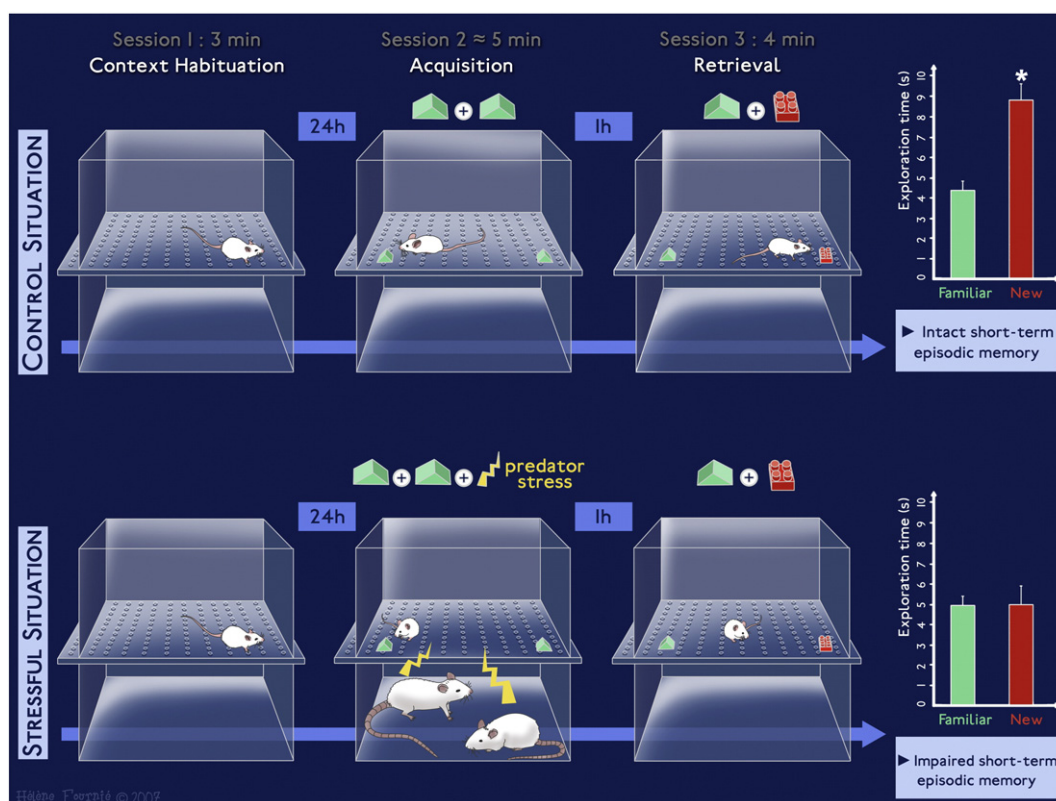 Session 1 : 3 min
Context Habituation
Session 2 ≈ 5 min
Acquisition
Session 3 : 4 min
Retrieval
CONTROL SITUATION
24h
+
1h
+
Exploration time (s)
0 1 2 3 4 5 6 7 8 9 10
*
Familiar
New
► Intact short-term
episodic memory
STRESSFUL SITUATION
24h
+
+
predator
stress
1h
+
Exploration time (s)
0 1 2 3 4 5 6 7 8 9 10
Familiar
New
► Impaired short-term
episodic memory
Hélène Fournié © 2007